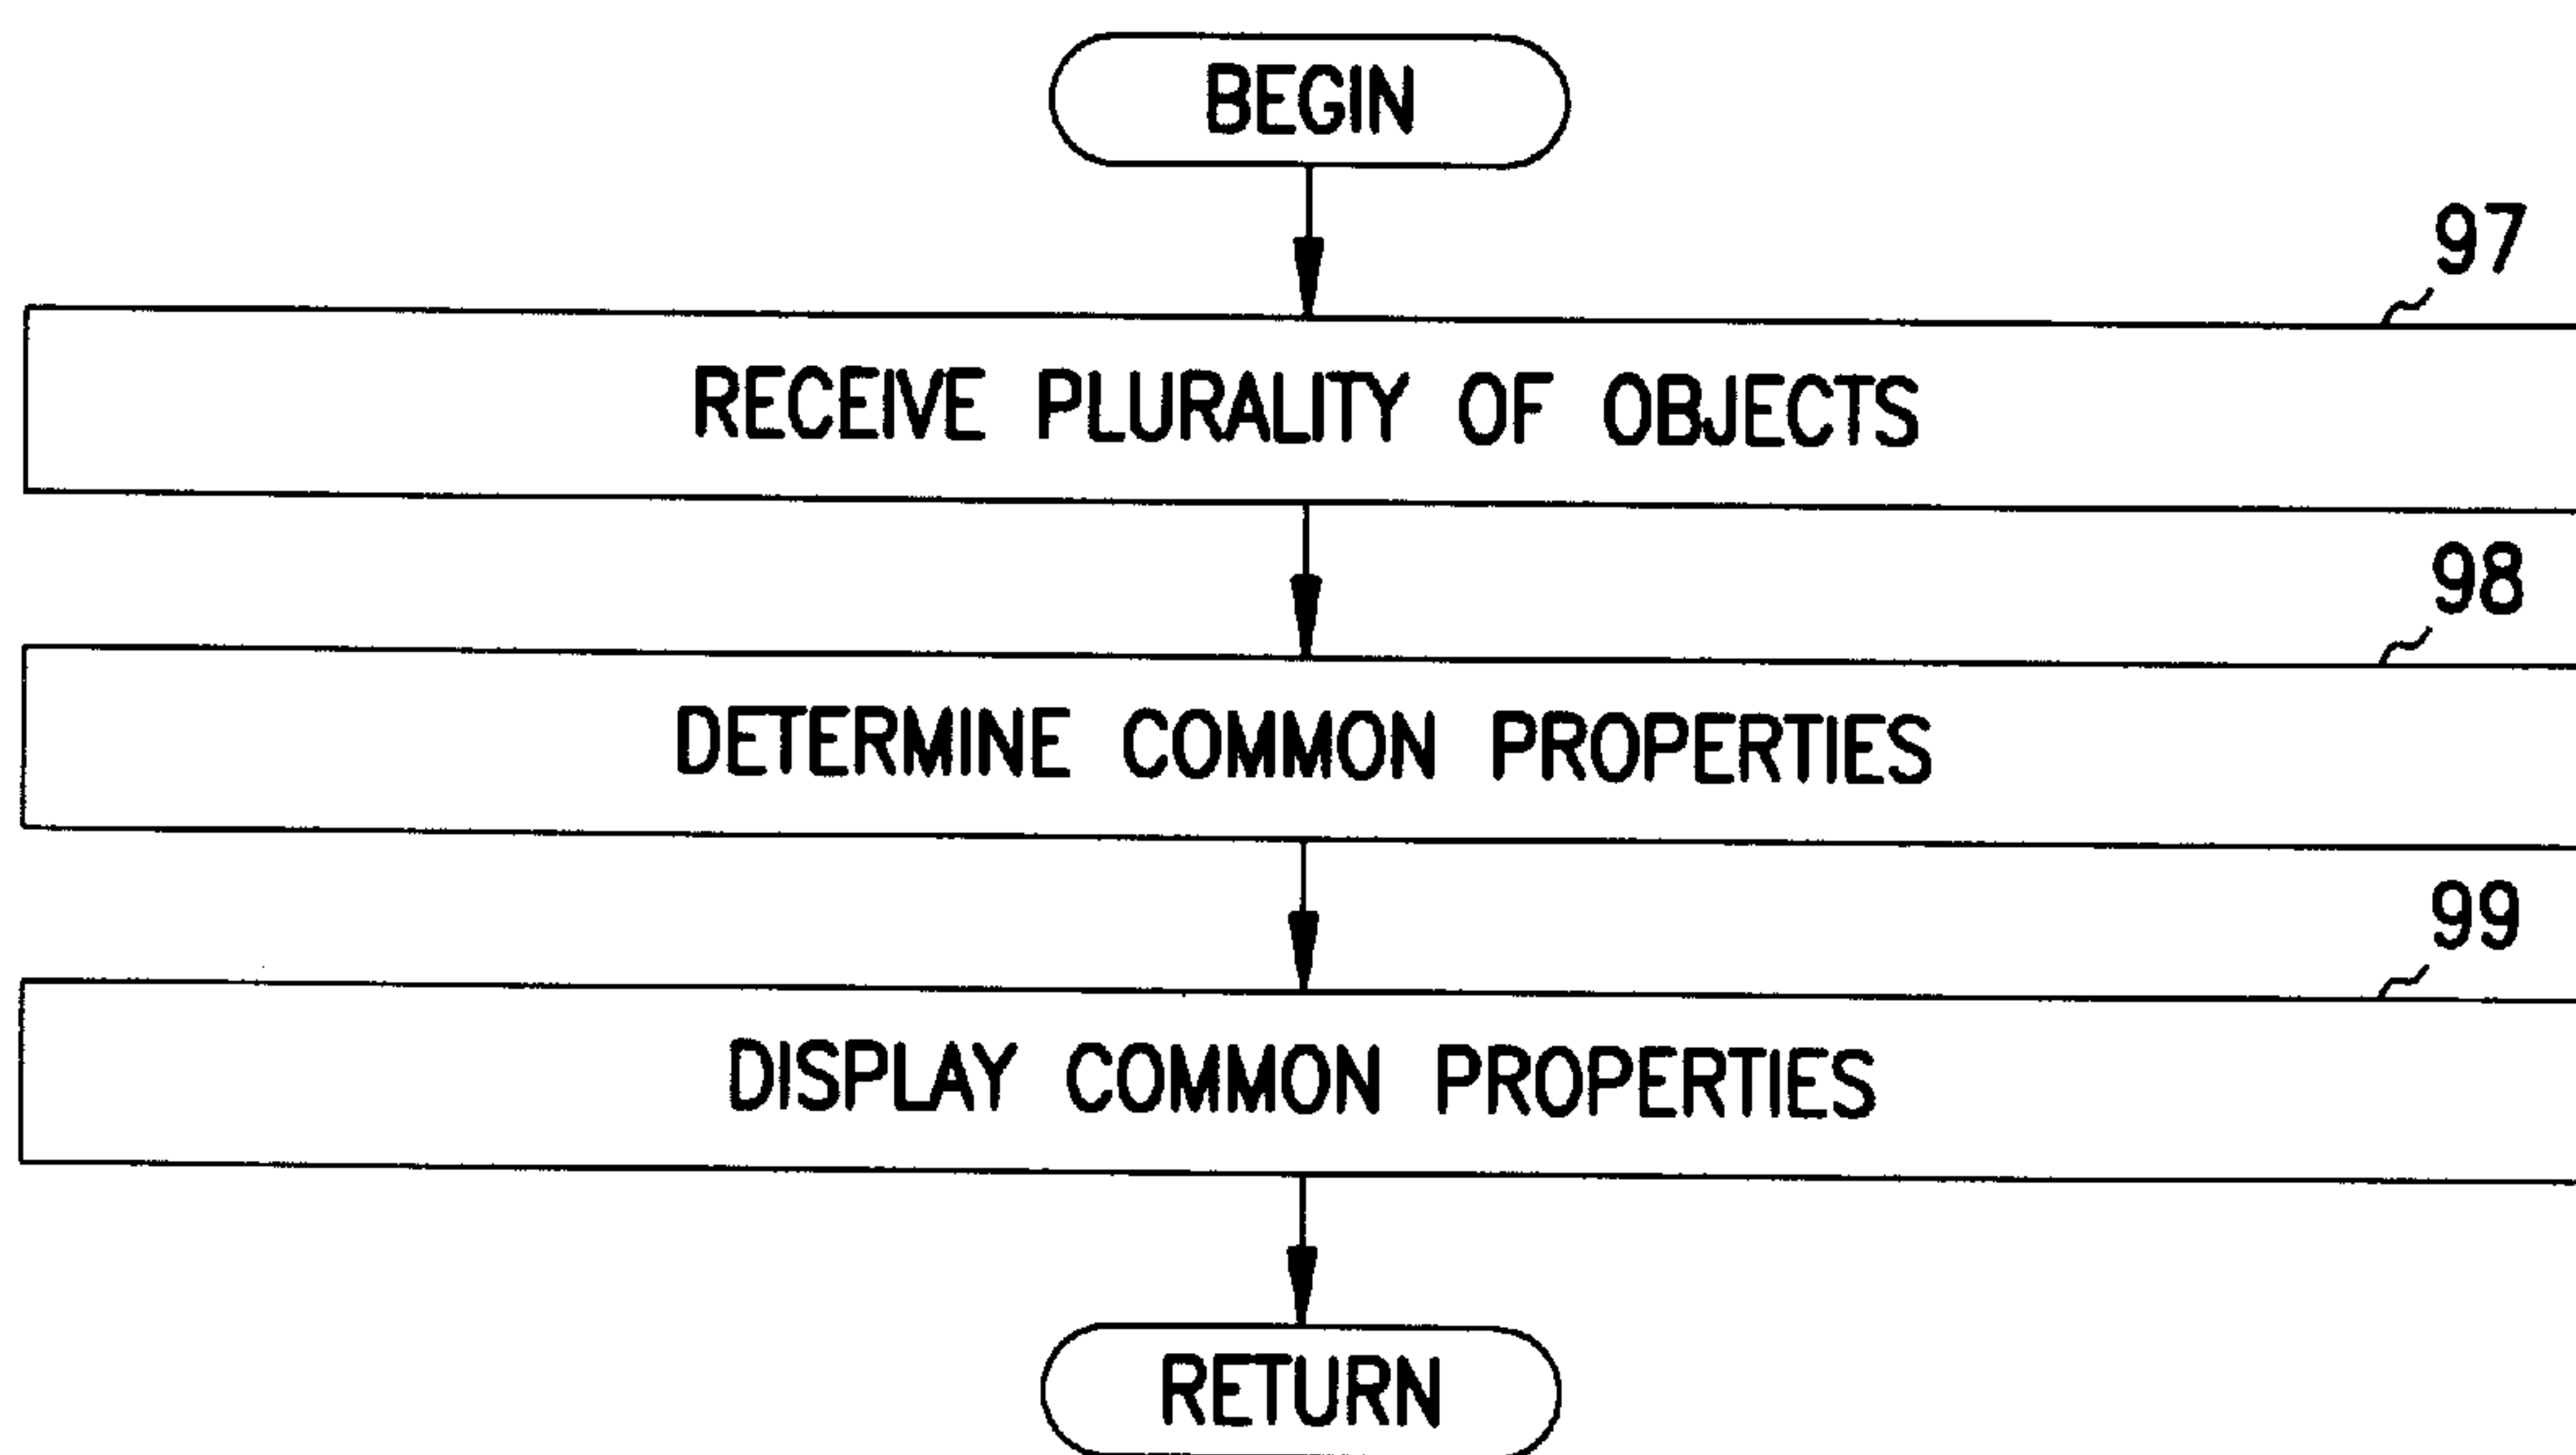 BEGIN
97
RECEIVE PLURALITY OF OBJECTS
98
DETERMINE COMMON PROPERTIES
99
DISPLAY COMMON PROPERTIES
RETURN